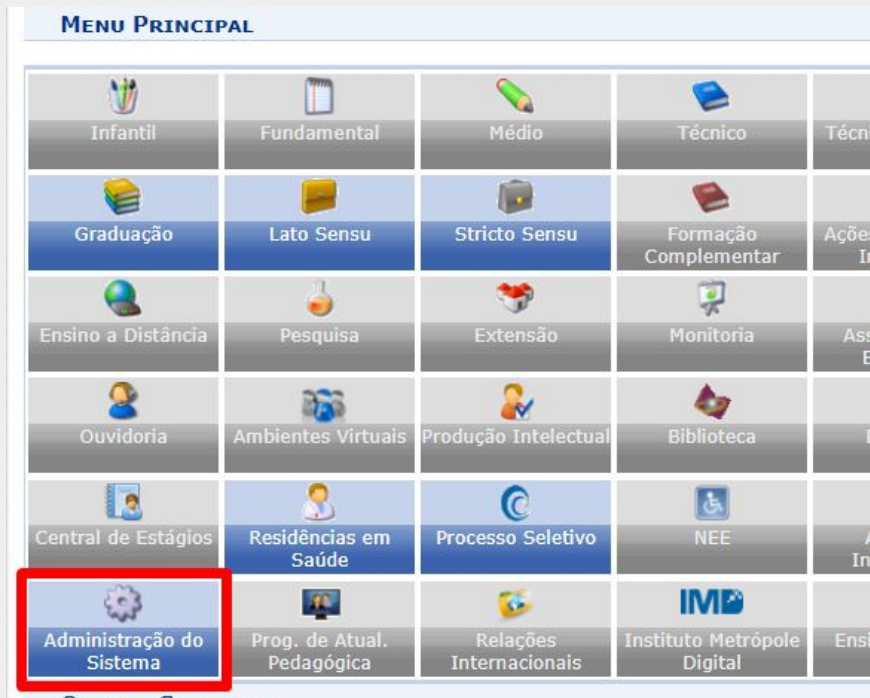 MENU PRINCIPAL
Infantil
Fundamental
Médio
Técnico
Graduação
Lato Sensu
Stricto Sensu
Formação
Complementar
Ensino a Distância
Pesquisa
Extensão
Monitoria
Ouvidoria
Ambientes Virtuais
Produção Intelectual
Biblioteca
Central de Estágios
Residências em
Saúde
Processo Seletivo
NEE
Administração do
Sistema
Prog. de Atual.
Pedagógica
Relações
Internacionais
IMD
Instituto Metrópole
Digital